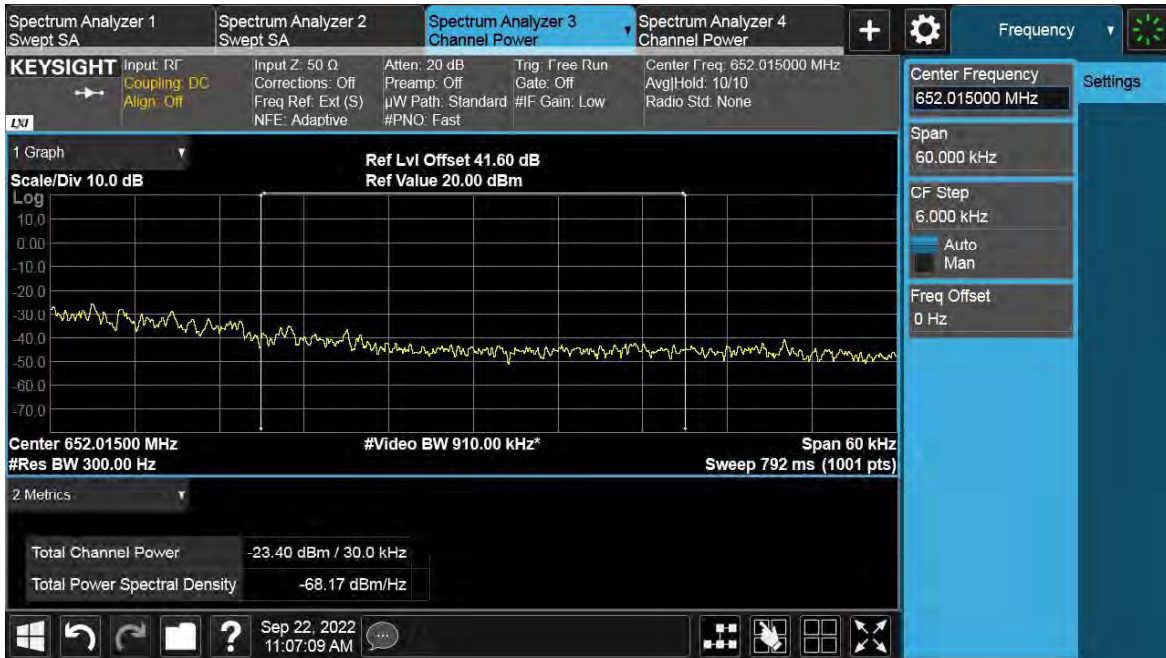 Spectrum Analyzer 1
Swept SA
Spectrum Analyzer 2
Swept SA
Spectrum Analyzer 3
Channel Power
Spectrum Analyzer 4
Channel Power
+
Frequency
KEYSIGHT
LXI
Input: RF
Coupling: DC
Align: Off
Input Z: 50 Ω
Corrections: Off
Freq Ref: Ext (S)
NFE: Adaptive
Atten: 20 dB
Preamp: Off
µW Path: Standard
#PNO: Fast
Trig: Free Run
Gate: Off
#IF Gain: Low
Center Freq: 652.015000 MHz
Avg|Hold: 10/10
Radio Std: None
Center Frequency
652.015000 MHz
Settings
Span
60.000 kHz
CF Step
6.000 kHz
Auto
Man
Freq Offset
0 Hz
1 Graph
Scale/Div 10.0 dB
Ref Lvl Offset 41.60 dB
Ref Value 20.00 dBm
Log
10.0
0.00
-10.0
-20.0
-30.0
-40.0
-50.0
-60.0
-70.0
Center 652.01500 MHz
#Video BW 910.00 kHz*
Span 60 kHz
#Res BW 300.00 Hz
Sweep 792 ms (1001 pts)
2 Metrics
Total Channel Power -23.40 dBm / 30.0 kHz
Total Power Spectral Density -68.17 dBm/Hz
?
Sep 22, 2022
11:07:09 AM